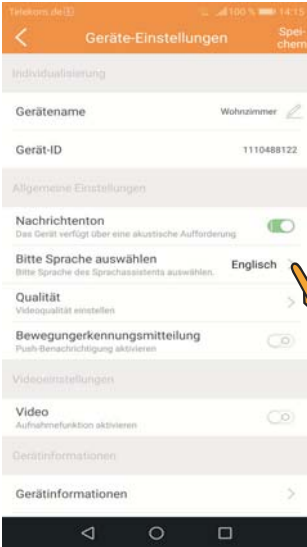 Telekom.de
100 % 14:15
Geräte-Einstellungen
Spei-
chern
Individualisierung
Gerätename Wohnzimmer
Gerät-ID 1110488122
Allgemeine Einstellungen
Nachrichtenton
Das Gerät verfügt über eine akustische Aufforderung
Bitte Sprache auswählen Englisch
Bitte Sprache des Sprachassistents auswählen.
Qualität
Videoqualität einstellen
Bewegungerkennungsmitteilung
Push-Benachrichtigung aktivieren
Videoeinstellungen
Video
Aufnahmefunktion aktivieren
Gerätinformationen
Gerätinformationen